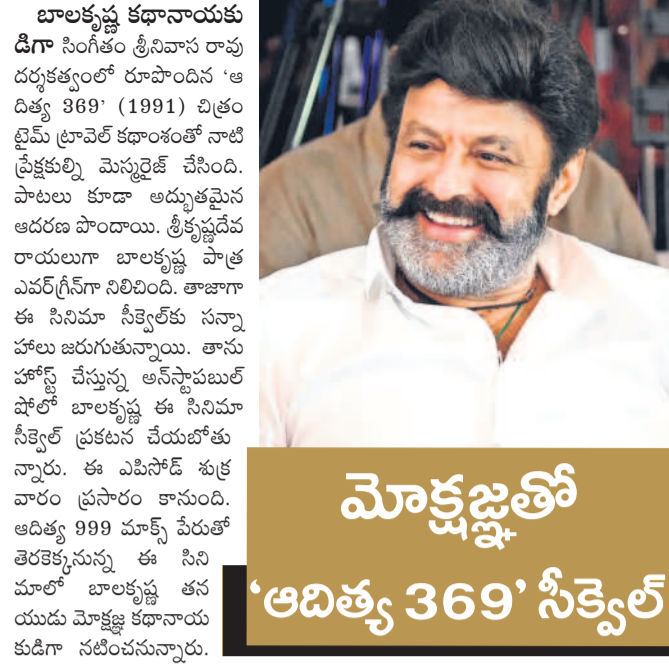 బాలకృష్ణ కథానాయకు
డిగా సింగీతం శ్రీనివాస రావు
దర్శకత్వంలో రూపొందిన ‘ఆ
దిత్య 369’ (1991) చిత్రం
టైమ్ ట్రావెల్ కథాంశంతో నాటి
ప్రేక్షకుల్ని మెస్మరైజ్ చేసింది.
పాటలు కూడా అద్భుతమైన
ఆదరణ పొందాయి. శ్రీకృష్ణదేవ
రాయలుగా బాలకృష్ణ పాత్ర
ఎవర్‌గ్రీన్‌గా నిలిచింది. తాజాగా
ఈ సినిమా సీక్వెల్‌కు సన్నా
హాలు జరుగుతున్నాయి. తాను
హోస్ట్ చేస్తున్న అన్‌స్టాపబుల్
షోలో బాలకృష్ణ ఈ సినిమా
సీక్వెల్ ప్రకటన చేయబోతు
న్నారు. ఈ ఎపిసోడ్ శుక్ర
వారం ప్రసారం కానుంది.
ఆదిత్య 999 మాక్స్ పేరుతో
తెరకెక్కనున్న ఈ సిని
మాలో బాలకృష్ణ తన
యుడు మోక్షజ్ఞ కథానాయ
కుడిగా నటించనున్నారు.
మోక్షజ్ఞతో
‘ఆదిత్య 369’ సీక్వెల్